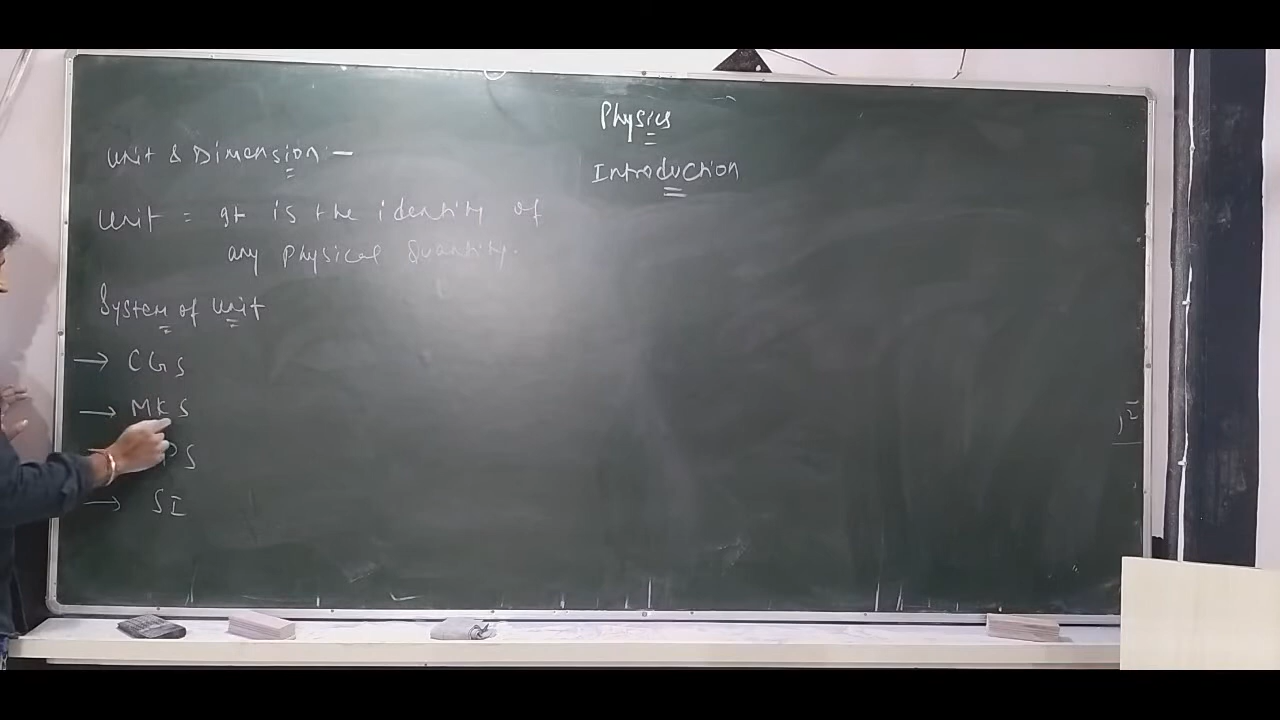 Physics
Introduction
Unit & Dimension :-
Unit = It is the identity of
any Physical Quantity.
System of Unit
→ CGS
→ MKS
PS
→ SI